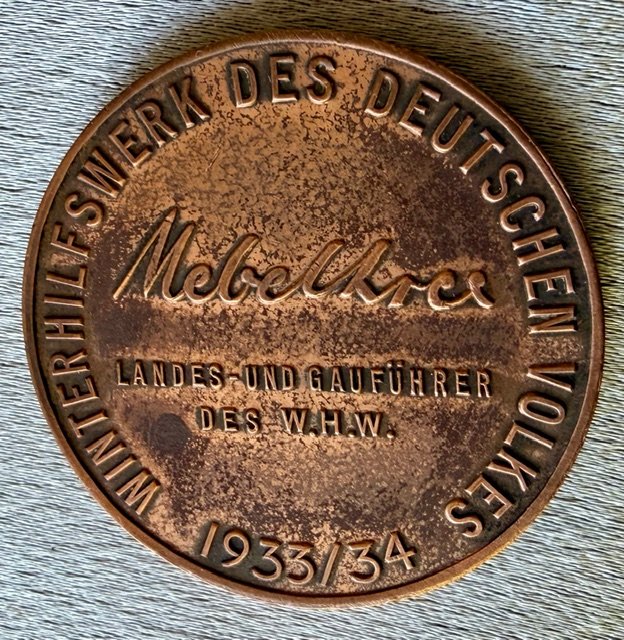 WINTERHILFSWERK DES DEUTSCHEN VOLKES
LANDES-UND GAUFÜHRER
DES W.H.W.
1933/34